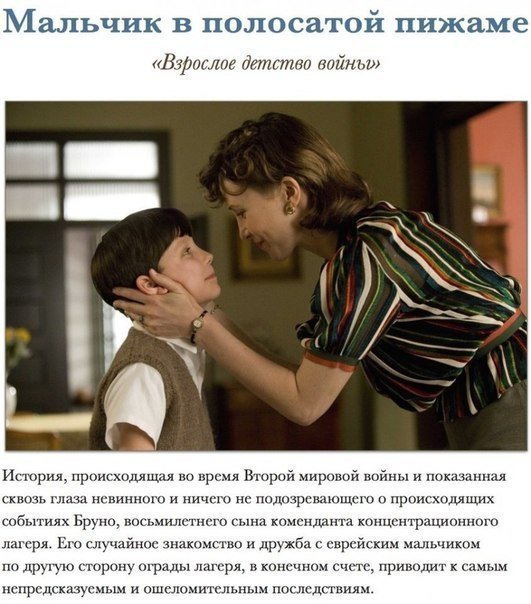 Мальчик в полосатой пижаме
«Взрослое детство войны»
История, происходящая во время Второй мировой войны и показанная
сквозь глаза невинного и ничего не подозревающего о происходящих
событиях Бруно, восьмилетнего сына коменданта концентрационного
лагеря. Его случайное знакомство и дружба с еврейским мальчиком
по другую сторону ограды лагеря, в конечном счете, приводит к самым
непредсказуемым и ошеломительным последствиям.